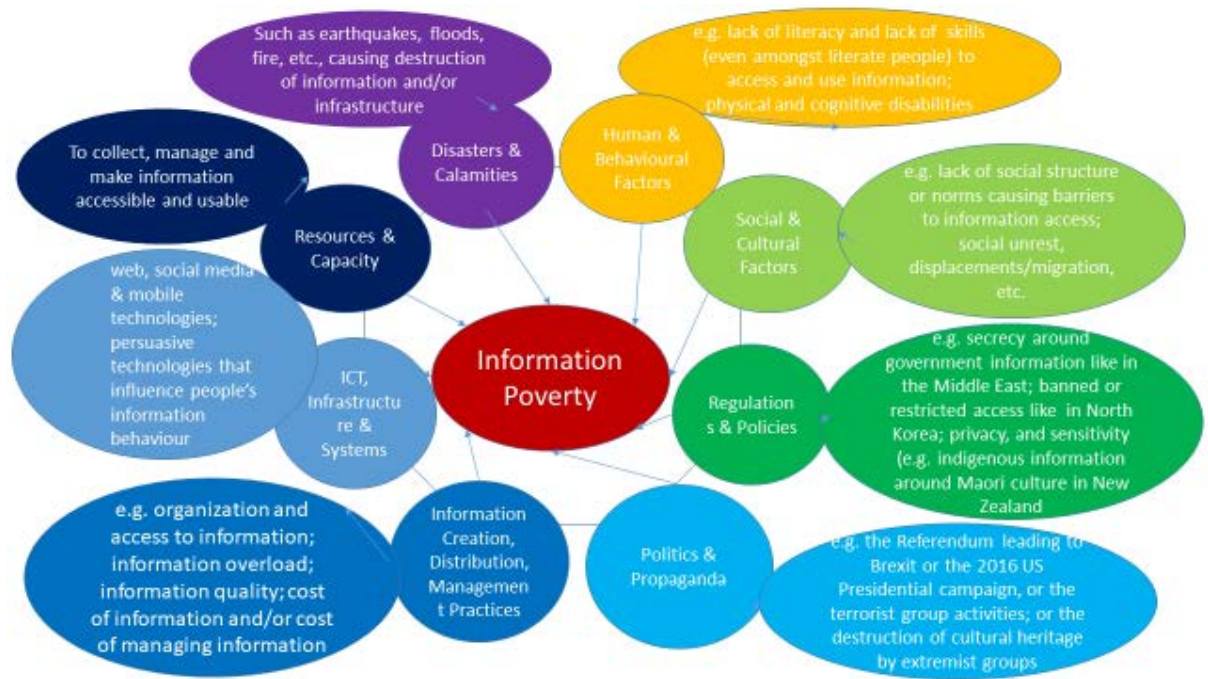 Such as earthquakes, floods,
fire, etc., causing destruction
of information and/or
infrastructure
e.g. lack of literacy and lack of skills
(even amongst literate people) to
access and use information;
physical and cognitive disabilities
To collect, manage and
make information
accessible and usable
Disasters &
Calamities
Human &
Behavioural
Factors
e.g. lack of social structure
or norms causing barriers
to information access;
social unrest,
displacements/migration,
etc.
Resources &
Capacity
Social &
Cultural
Factors
web, social media
& mobile
technologies;
persuasive
technologies that
influence people's
information
behaviour
Information
Poverty
ICT,
Infrastructu
re &
Systems
Regulation
s & Policies
e.g. secrecy around
government information like in
the Middle East; banned or
restricted access like in North
Korea; privacy, and sensitivity
(e.g. indigenous information
around Maori culture in New
Zealand
e.g. organization and
access to information;
information overload;
information quality; cost
of information and/or cost
of managing information
Information
Creation,
Distribution,
Managemen
t Practices
Politics &
Propaganda
e.g. the Referendum leading to
Brexit or the 2016 US
Presidential campaign, or the
terrorist group activities; or the
destruction of cultural heritage
by extremist groups